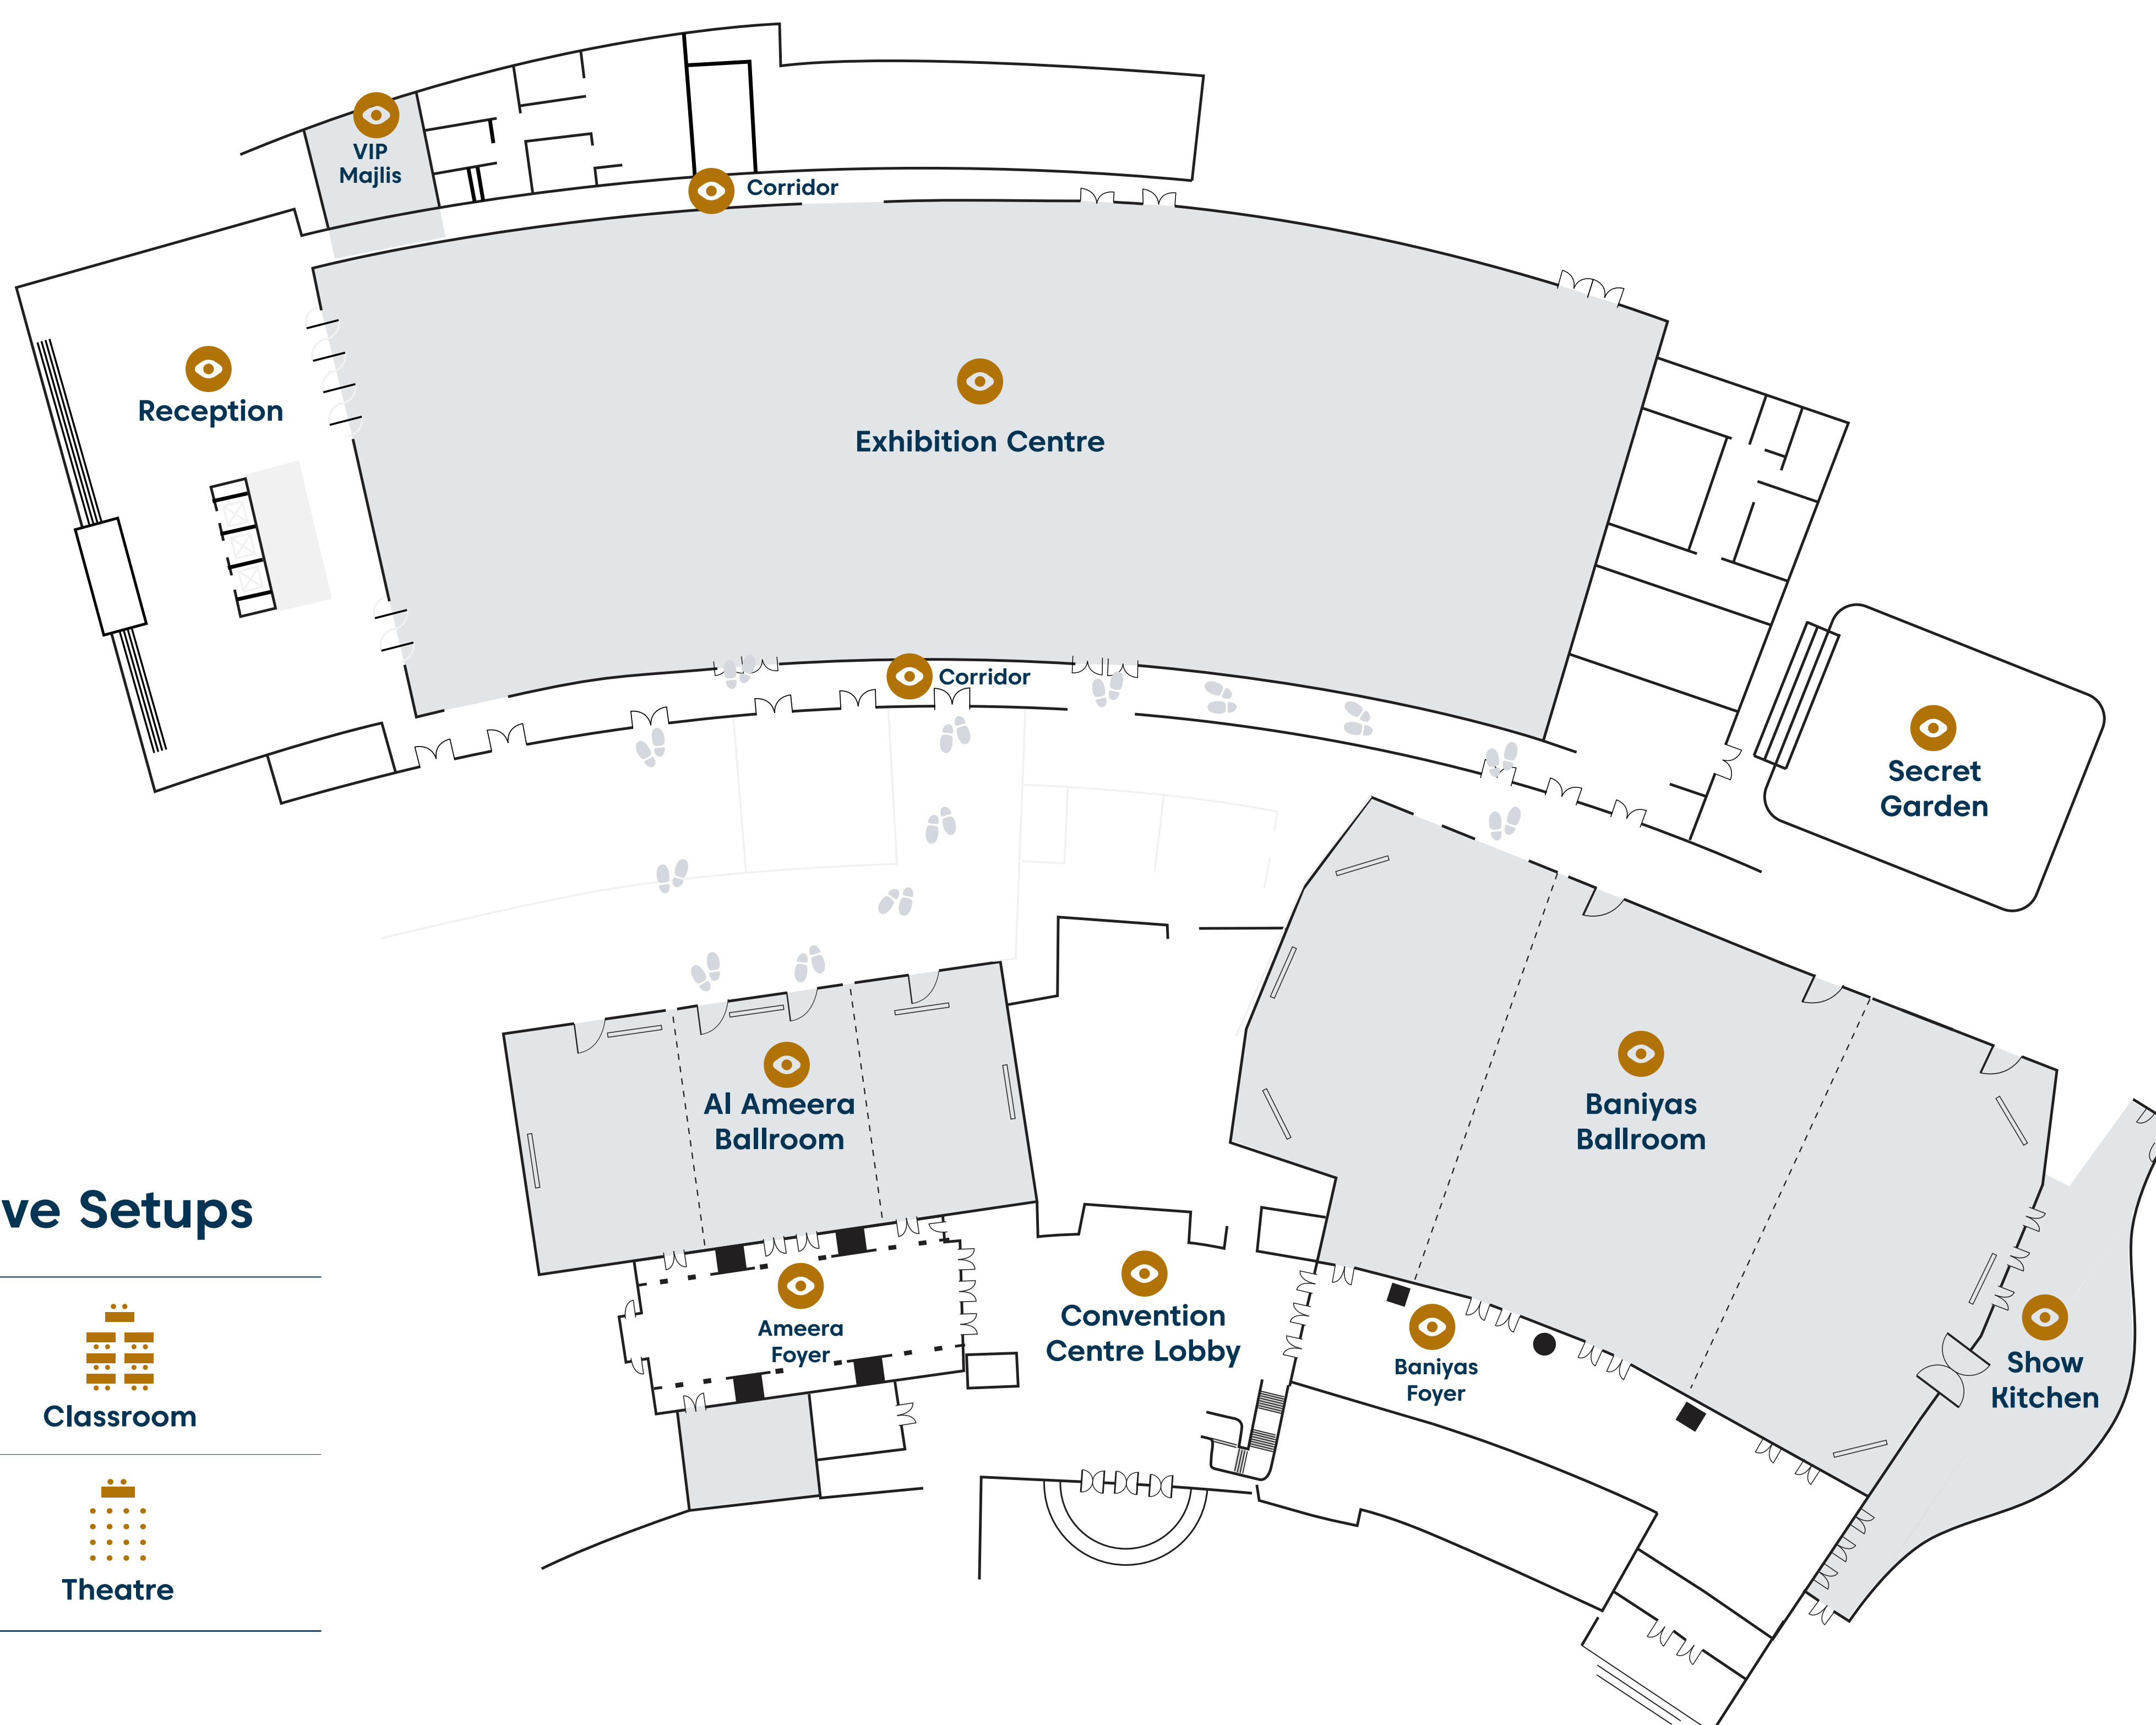 VIP
Majlis
Corridor
Reception
Exhibition Centre
Corridor
Secret
Garden
Al Ameera
Ballroom
Baniyas
Ballroom
ve Setups
Convention
Centre Lobby
Ameera
Foyer
Baniyas
Foyer
Show
Kitchen
Classroom
Theatre